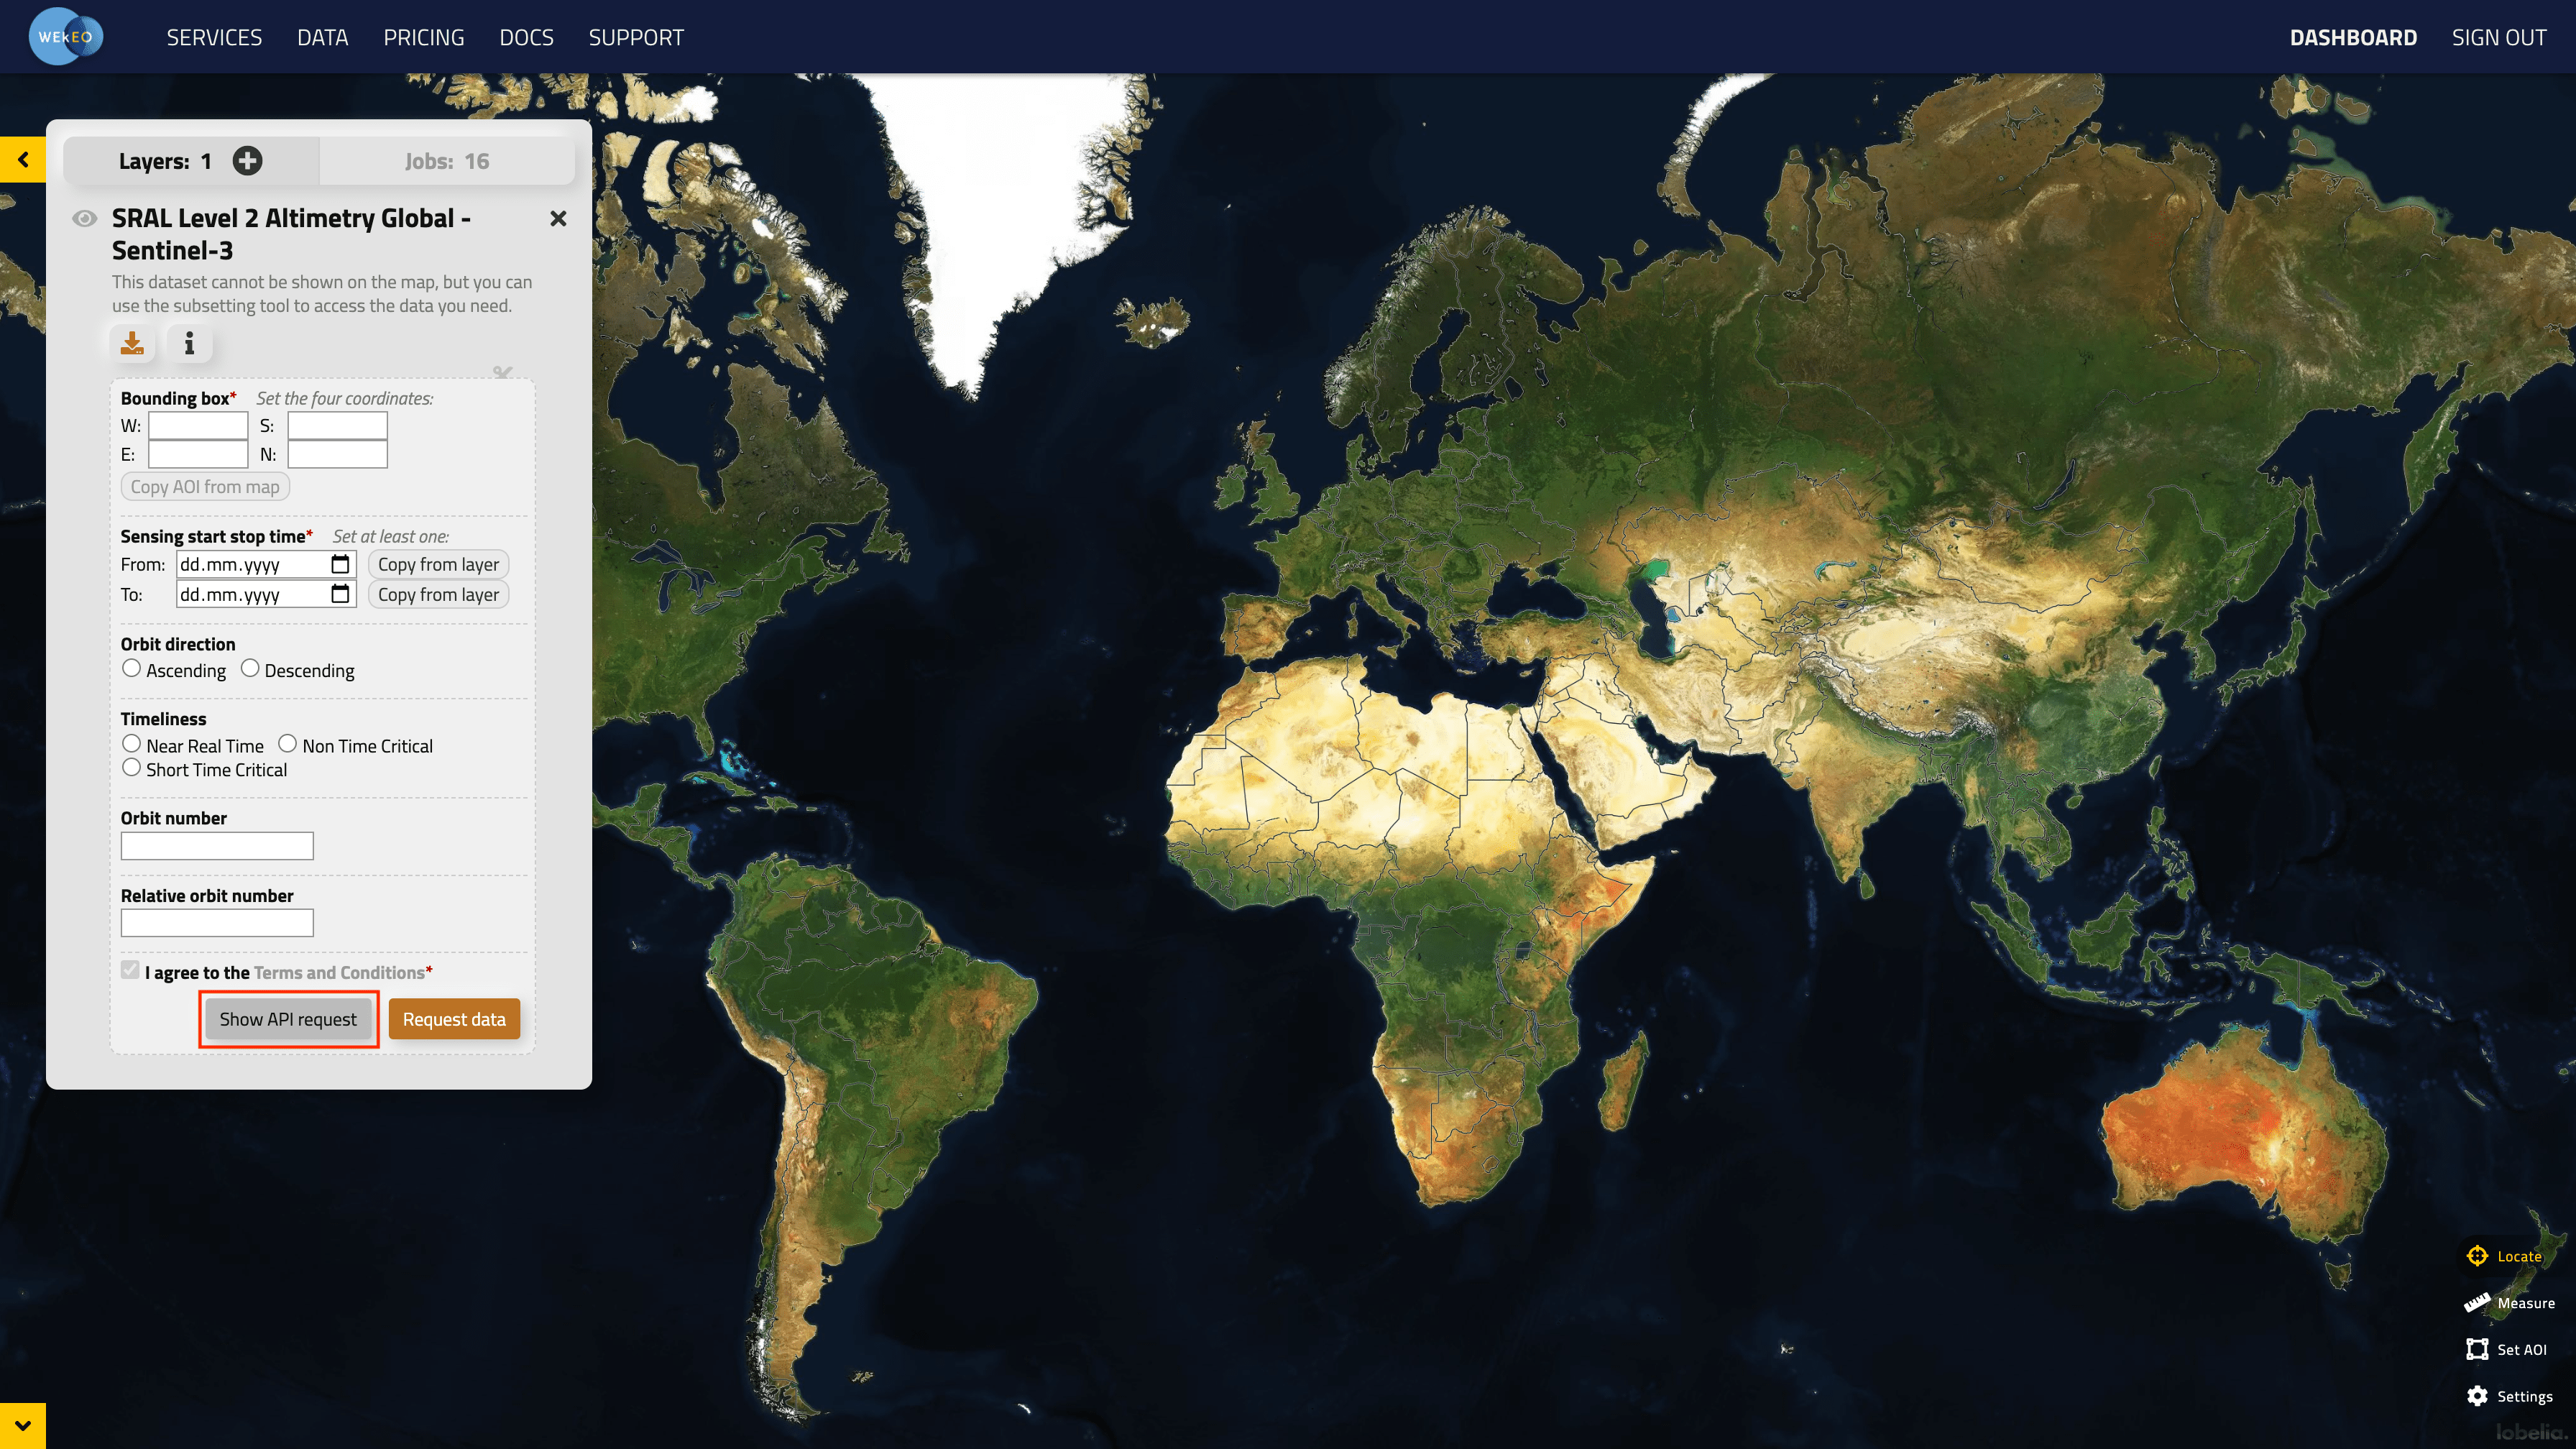 WEkEO SERVICES DATA PRICING DOCS SUPPORT DASHBOARD SIGN OUT
Layers: 1 Jobs: 16
SRAL Level 2 Altimetry Global -
Sentinel-3
This dataset cannot be shown on the map, but you can
use the subsetting tool to access the data you need.
Bounding box* Set the four coordinates:
W: S:
E: N:
Copy AOI from map
Sensing start stop time* Set at least one:
From: dd.mm.yyyy Copy from layer
To: dd.mm.yyyy Copy from layer
Orbit direction
Ascending Descending
Timeliness
Near Real Time Non Time Critical
Short Time Critical
Orbit number
Relative orbit number
I agree to the Terms and Conditions*
Show API request Request data
Locate
Measure
Set AOI
Settings
lobelia.